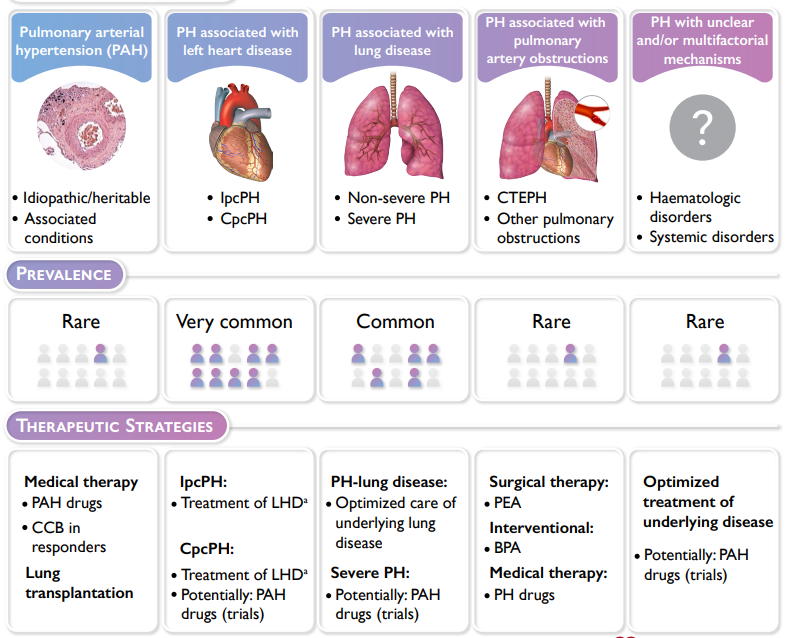 Pulmonary arterial
hypertension (PAH)
• Idiopathic/heritable
• Associated
conditions
PH associated with
left heart disease
• IpcPH
• CpcPH
PH associated with
lung disease
• Non-severe PH
• Severe PH
PH associated with
pulmonary
artery obstructions
• CTEPH
• Other pulmonary
obstructions
PH with unclear
and/or multifactorial
mechanisms
?
• Haematologic
disorders
• Systemic disorders
PREVALENCE
Rare
Very common
Common
Rare
Rare
THERAPEUTIC STRATEGIES
Medical therapy
• PAH drugs
• CCB in
responders
Lung
transplantation
IpcPH:
• Treatment of LHDᵃ
CpcPH:
• Treatment of LHDᵃ
• Potentially: PAH
drugs (trials)
PH-lung disease:
• Optimized care of
underlying lung
disease
Severe PH:
• Potentially: PAH
drugs (trials)
Surgical therapy:
• PEA
Interventional:
• BPA
Medical therapy:
• PH drugs
Optimized
treatment of
underlying disease
• Potentially: PAH
drugs (trials)